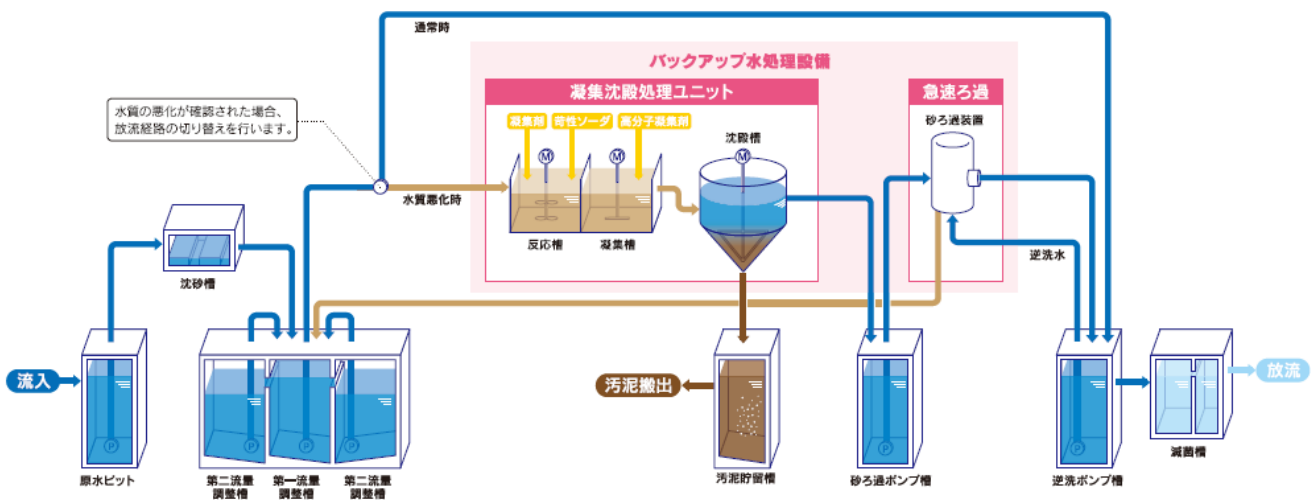 通常時
バックアップ水処理設備
凝集沈殿処理ユニット
急速ろ過
水質の悪化が確認された場合、
放流経路の切り替えを行います。
凝集剤
苛性ソーダ
高分子凝集剤
沈殿槽
砂ろ過装置
M
M
M
水質悪化時
反応槽
凝集槽
逆洗水
沈砂槽
流入
汚泥搬出
放流
P
P
P
P
P
P
原水ピット
第二流量
調整槽
第一流量
調整槽
第二流量
調整槽
汚泥貯留槽
砂ろ過ポンプ槽
逆洗ポンプ槽
滅菌槽